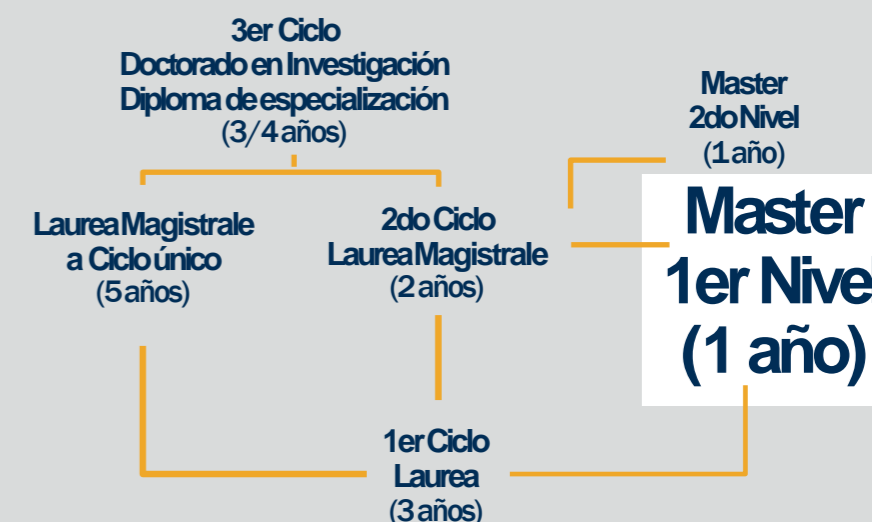 3er Ciclo
Doctorado en Investigación
Diploma de especialización
(3/4 años)
Master
2do Nivel
(1 año)
Laurea Magistrale
a Ciclo único
(5 años)
2do Ciclo
Laurea Magistrale
(2 años)
Master
1er Nivel
(1 año)
1er Ciclo
Laurea
(3 años)